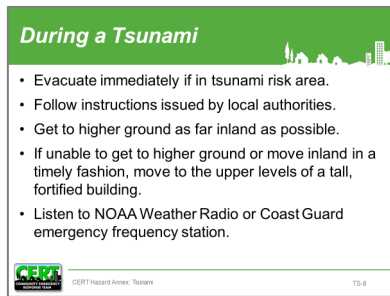 During a Tsunami
• Evacuate immediately if in tsunami risk area.
• Follow instructions issued by local authorities.
• Get to higher ground as far inland as possible.
• If unable to get to higher ground or move inland in a
timely fashion, move to the upper levels of a tall,
fortified building.
• Listen to NOAA Weather Radio or Coast Guard
emergency frequency station.
CERT
COMMUNITY EMERGENCY
RESPONSE TEAM
CERT Hazard Annex: Tsunami
TS-8